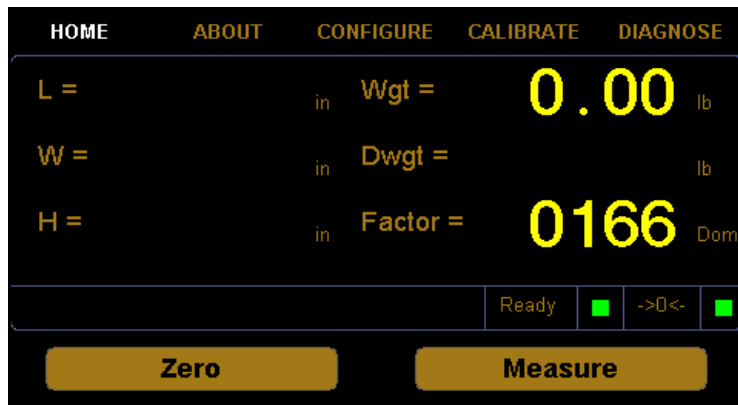 HOME ABOUT CONFIGURE CALIBRATE DIAGNOSE
L = in Wgt = 0.00 lb
W = in Dwgt = lb
H = in Factor = 0166 Dom
Ready ->0<-
Zero Measure